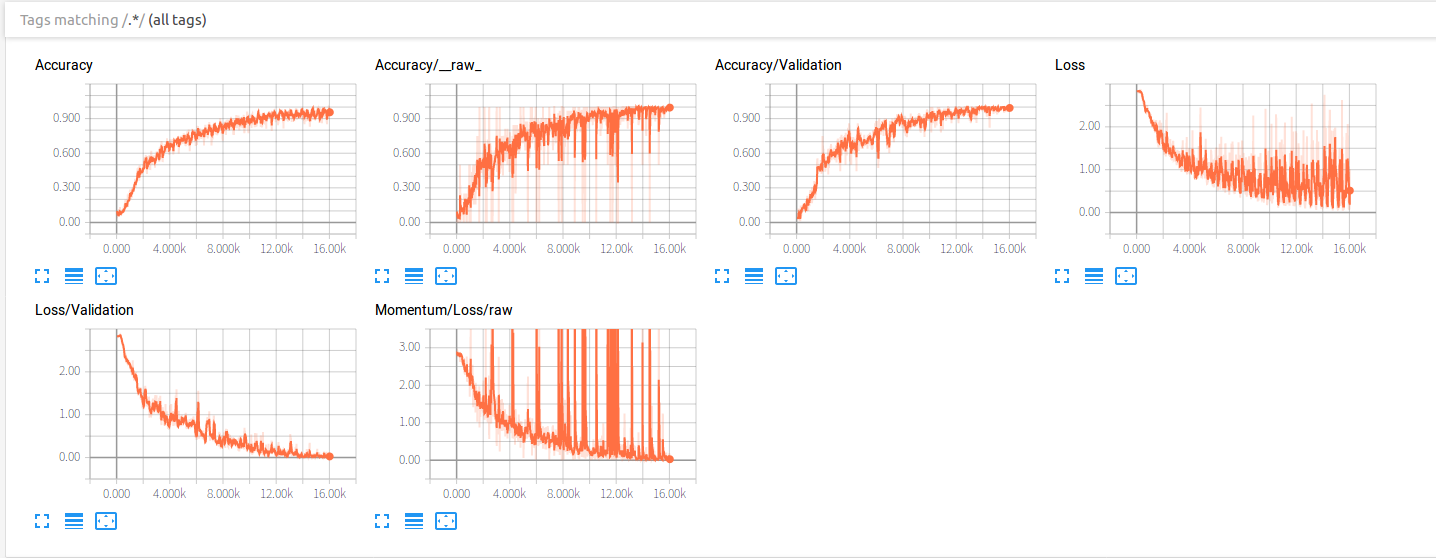 Tags matching /.*/ (all tags)
Accuracy
0.900
0.600
0.300
0.00
0.000 4.000k 8.000k 12.00k 16.00k
Accuracy/__raw_
0.900
0.600
0.300
0.00
0.000 4.000k 8.000k 12.00k 16.00k
Accuracy/Validation
0.900
0.600
0.300
0.00
0.000 4.000k 8.000k 12.00k 16.00k
Loss
2.00
1.00
0.00
0.000 4.000k 8.000k 12.00k 16.00k
Loss/Validation
2.00
1.00
0.00
0.000 4.000k 8.000k 12.00k 16.00k
Momentum/Loss/raw
3.00
2.00
1.00
0.00
0.000 4.000k 8.000k 12.00k 16.00k